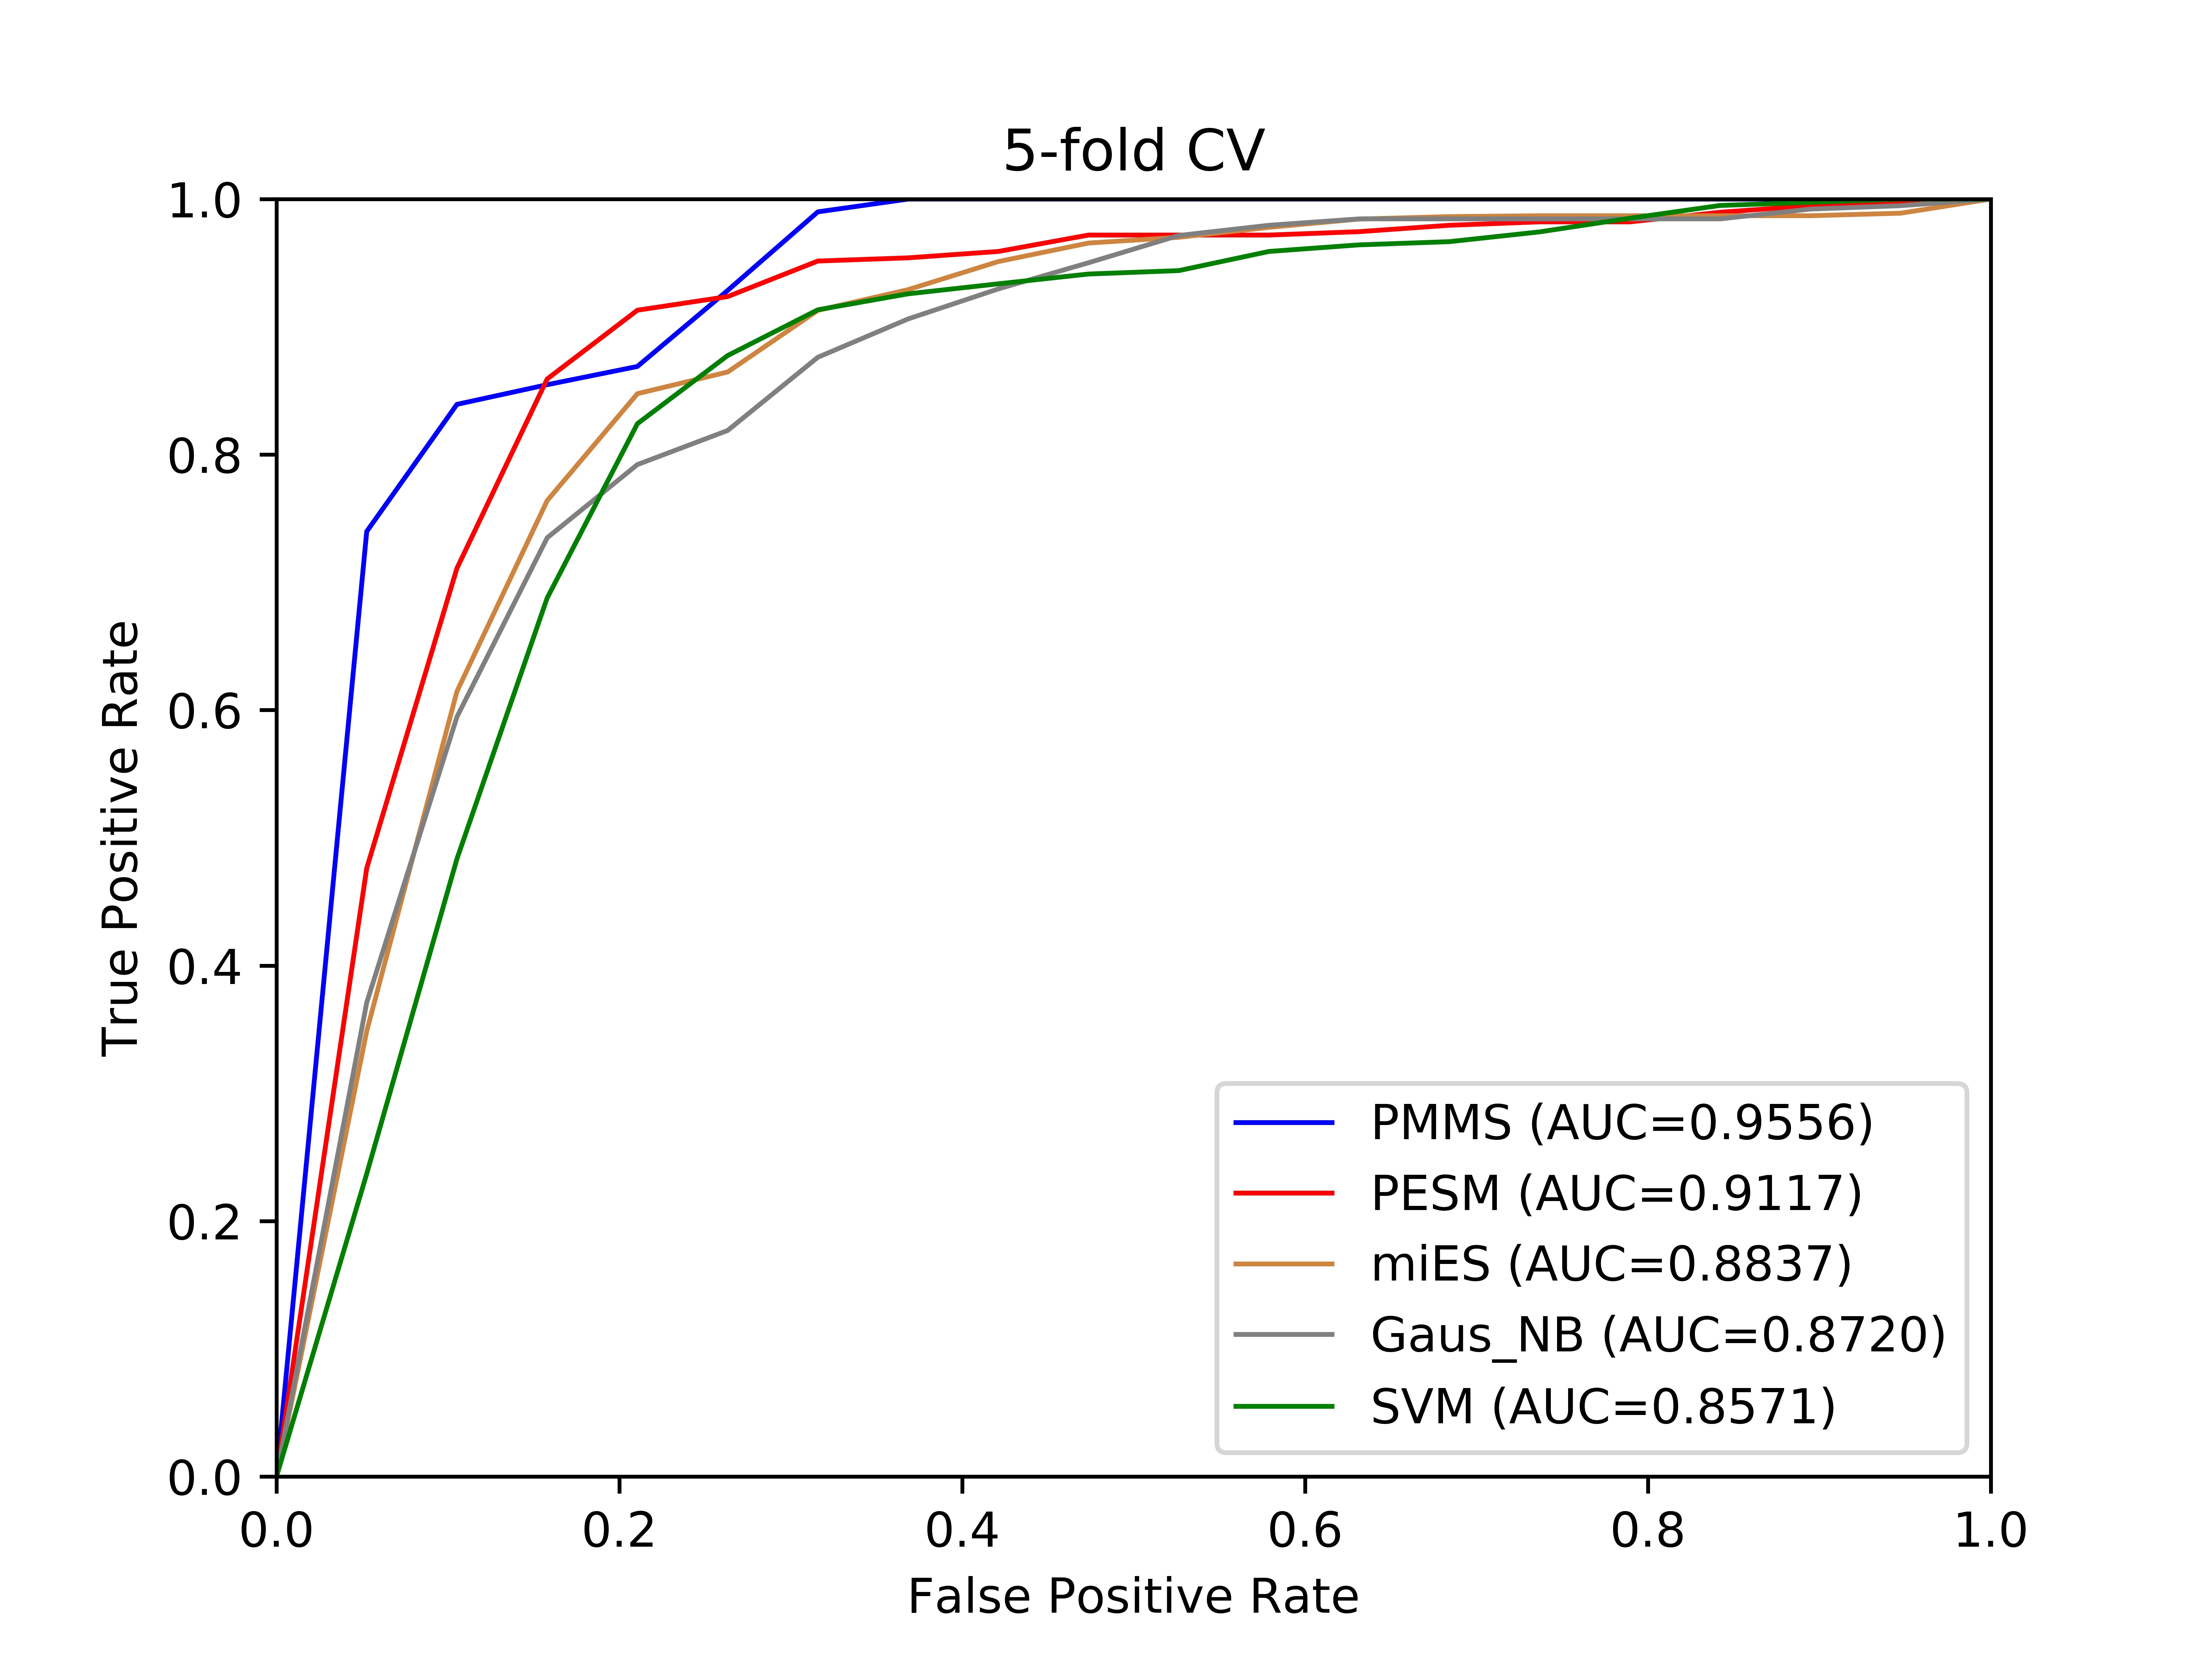 5-fold CV
1.0
0.8
0.6
0.4
0.2
0.0
True Positive Rate
0.0 0.2 0.4 0.6 0.8 1.0
False Positive Rate
PMMS (AUC=0.9556)
PESM (AUC=0.9117)
miES (AUC=0.8837)
Gaus_NB (AUC=0.8720)
SVM (AUC=0.8571)